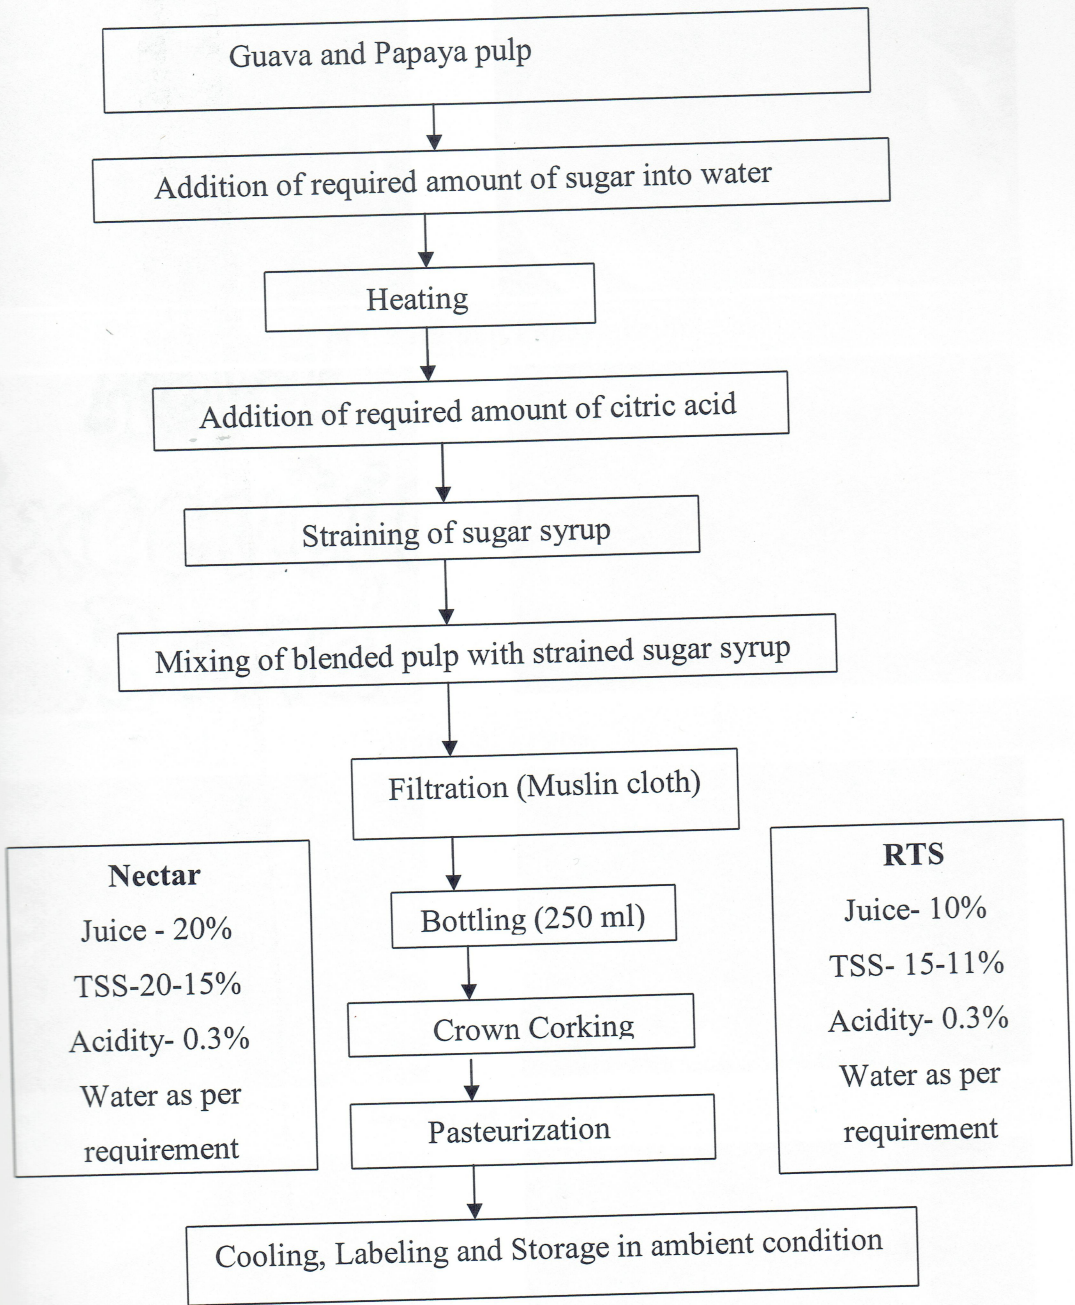 Guava and Papaya pulp
Addition of required amount of sugar into water
Heating
Addition of required amount of citric acid
Straining of sugar syrup
Mixing of blended pulp with strained sugar syrup
Filtration (Muslin cloth)
Nectar
Juice - 20%
TSS-20-15%
Acidity- 0.3%
Water as per
requirement
Bottling (250 ml)
Crown Corking
Pasteurization
RTS
Juice- 10%
TSS- 15-11%
Acidity- 0.3%
Water as per
requirement
Cooling, Labeling and Storage in ambient condition